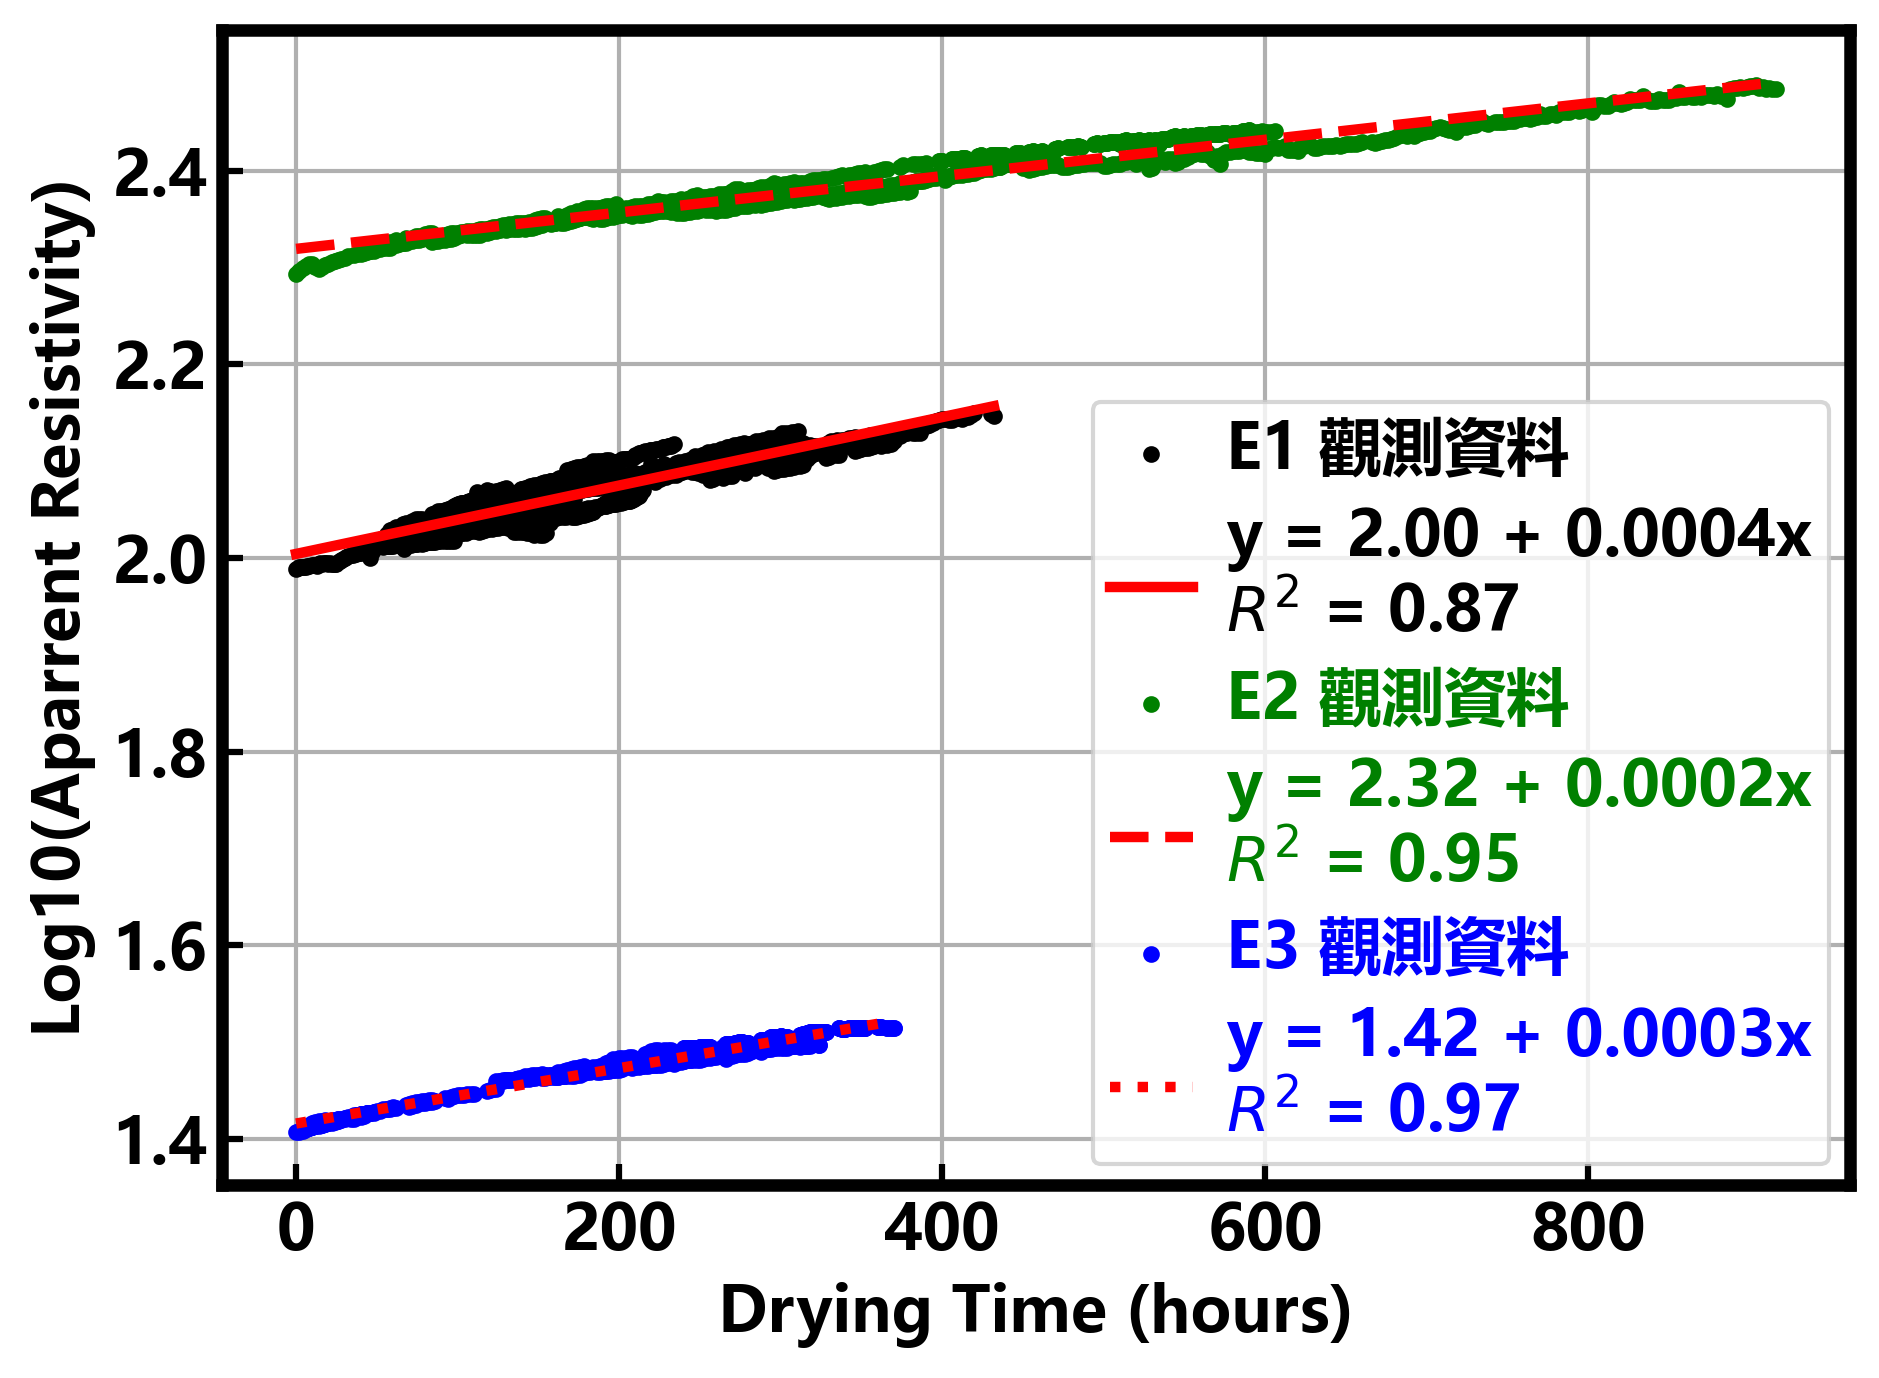 Log10(Aparrent Resistivity)
2.4
2.2
2.0
1.8
1.6
1.4
0 200 400 600 800
Drying Time (hours)
E1 觀測資料
y = 2.00 + 0.0004x
R² = 0.87
E2 觀測資料
y = 2.32 + 0.0002x
R² = 0.95
E3 觀測資料
y = 1.42 + 0.0003x
R² = 0.97